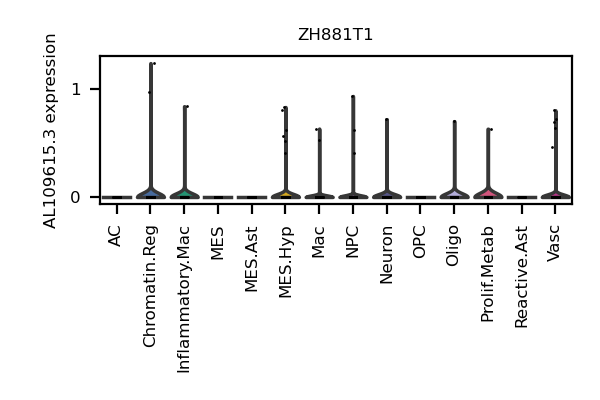 ZH881T1
AL109615.3 expression
1
0
AC
Chromatin.Reg
Inflammatory.Mac
MES
MES.Ast
MES.Hyp
Mac
NPC
Neuron
OPC
Oligo
Prolif.Metab
Reactive.Ast
Vasc